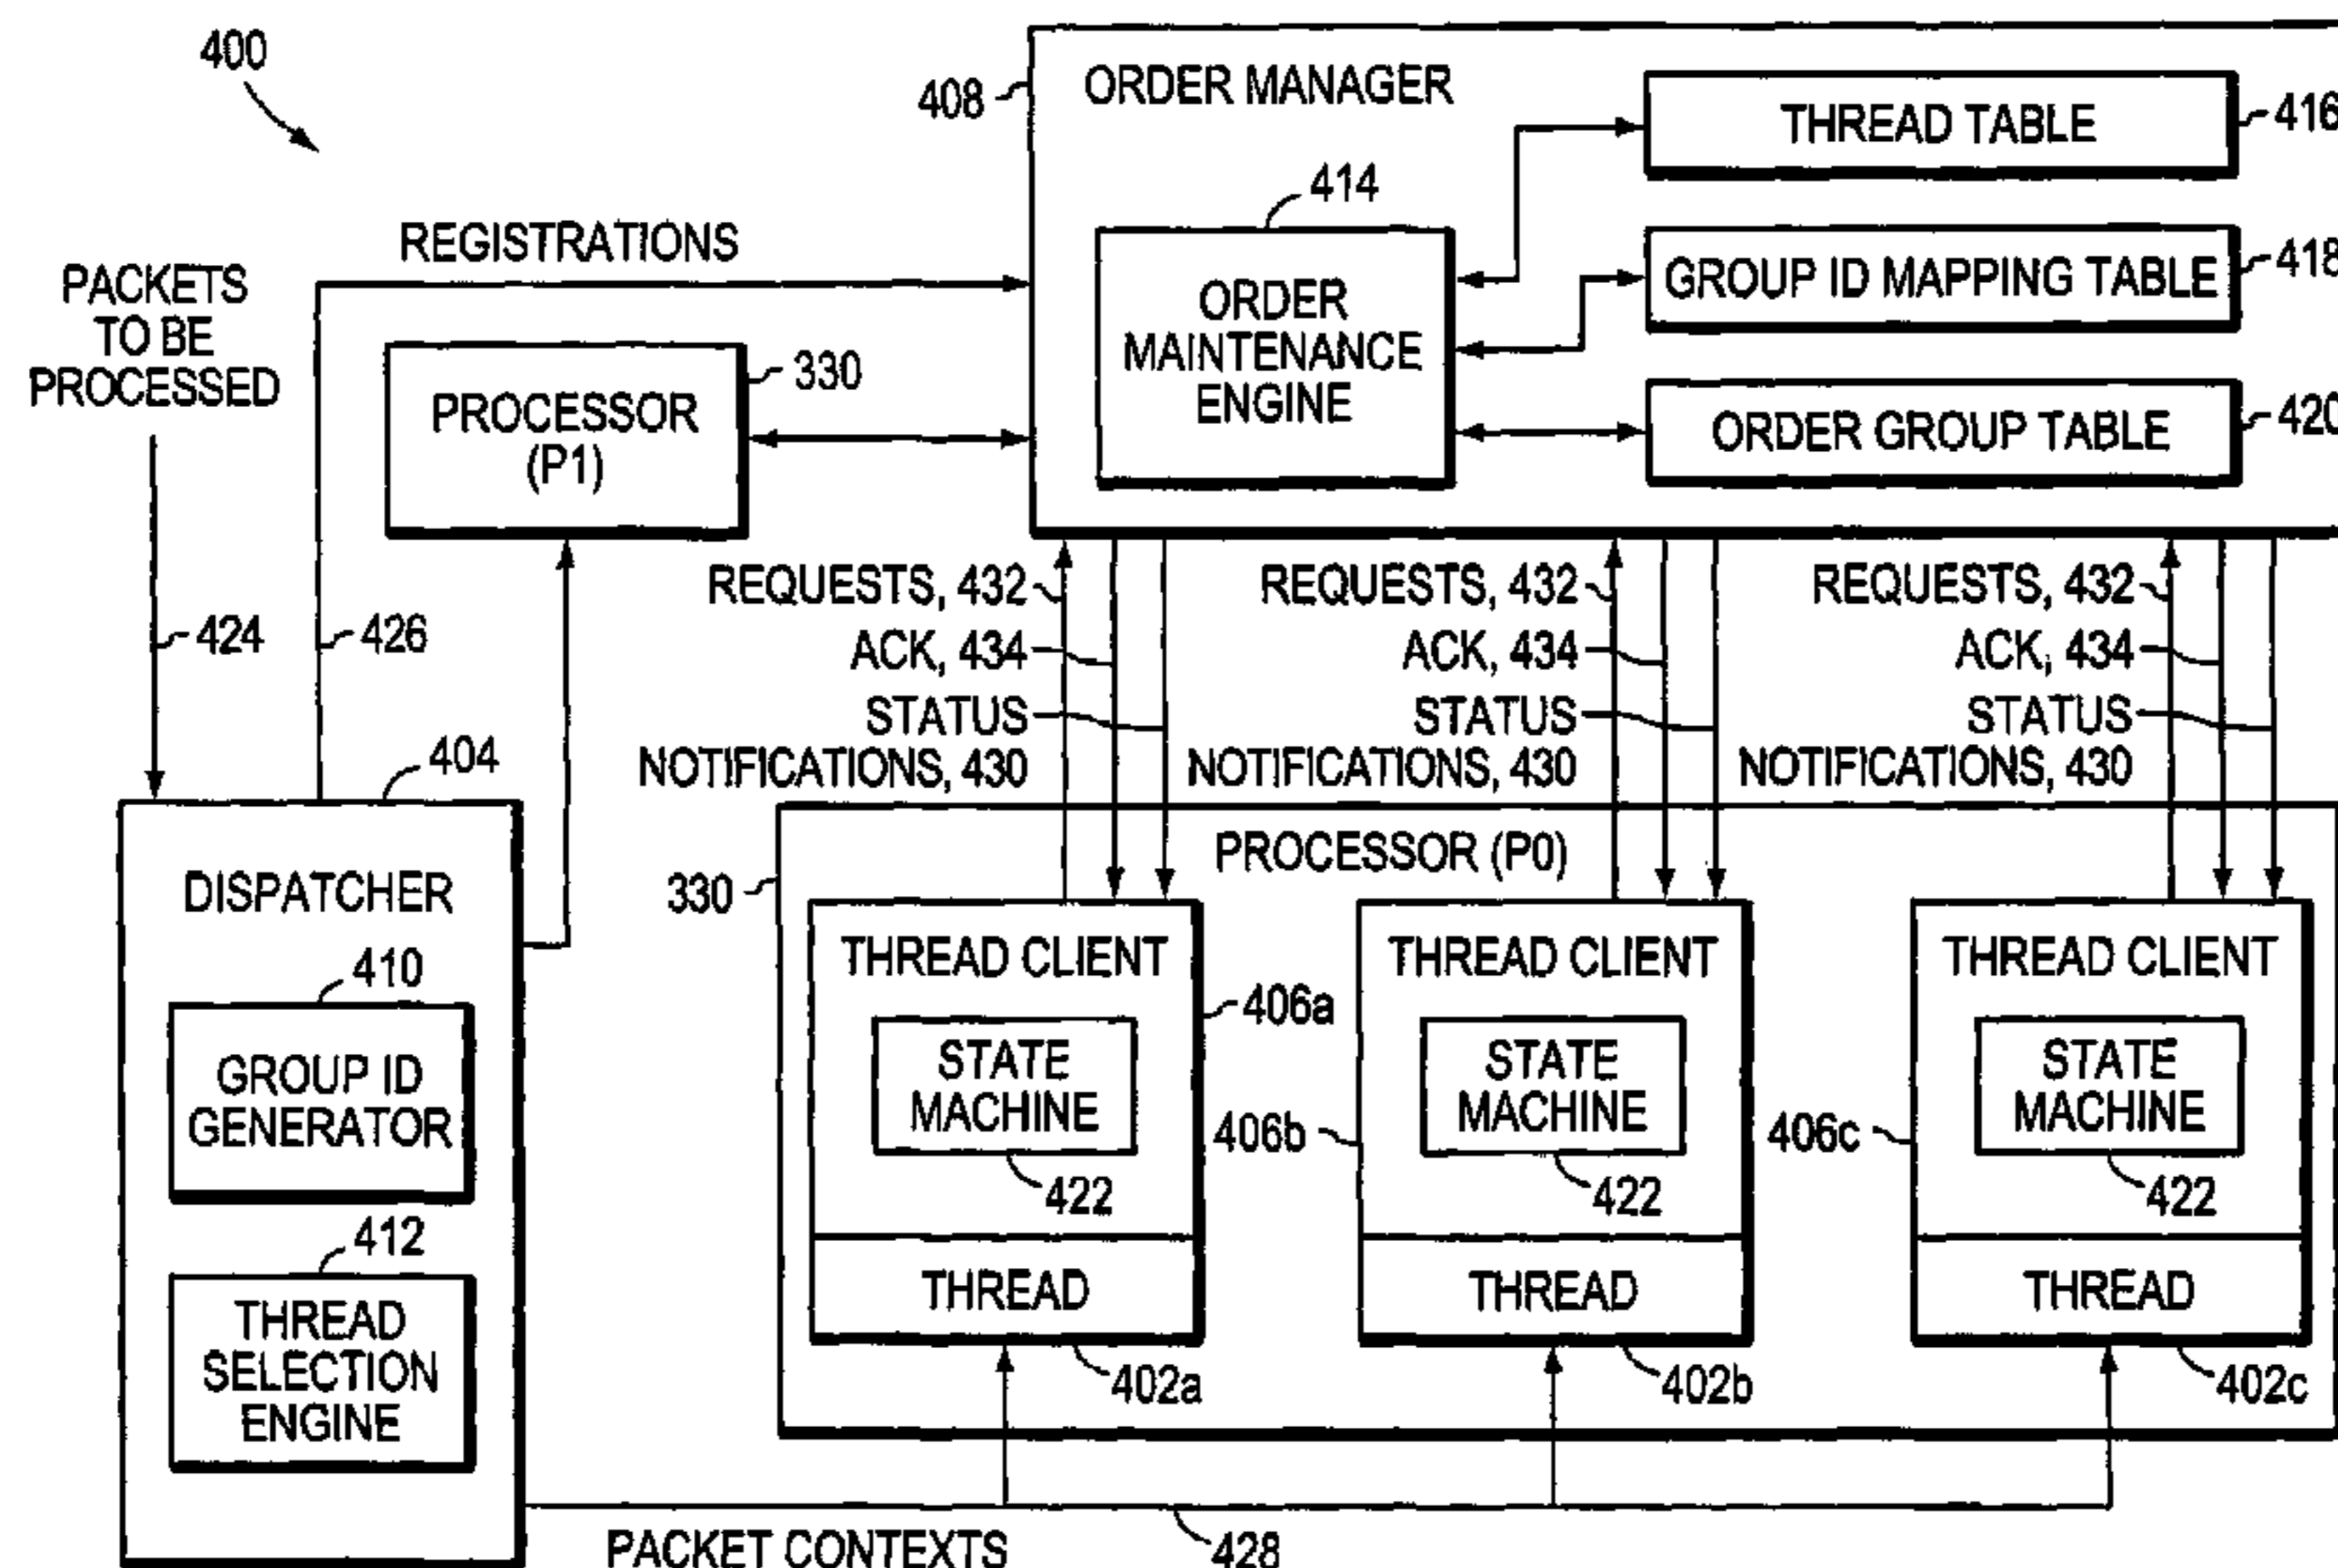 400
408
ORDER MANAGER
THREAD TABLE
416
414
REGISTRATIONS
GROUP ID MAPPING TABLE
418
PACKETS
TO BE
PROCESSED
ORDER
MAINTENANCE
ENGINE
330
PROCESSOR
(P1)
ORDER GROUP TABLE
420
424
426
REQUESTS, 432
ACK, 434
STATUS
NOTIFICATIONS, 430
REQUESTS, 432
ACK, 434
STATUS
NOTIFICATIONS, 430
REQUESTS, 432
ACK, 434
STATUS
NOTIFICATIONS, 430
404
DISPATCHER
410
GROUP ID
GENERATOR
412
THREAD
SELECTION
ENGINE
330
PROCESSOR (P0)
THREAD CLIENT
406a
STATE
MACHINE
422
THREAD
402a
THREAD CLIENT
406b
STATE
MACHINE
422
THREAD
402b
THREAD CLIENT
406c
STATE
MACHINE
422
THREAD
402c
PACKET CONTEXTS
428